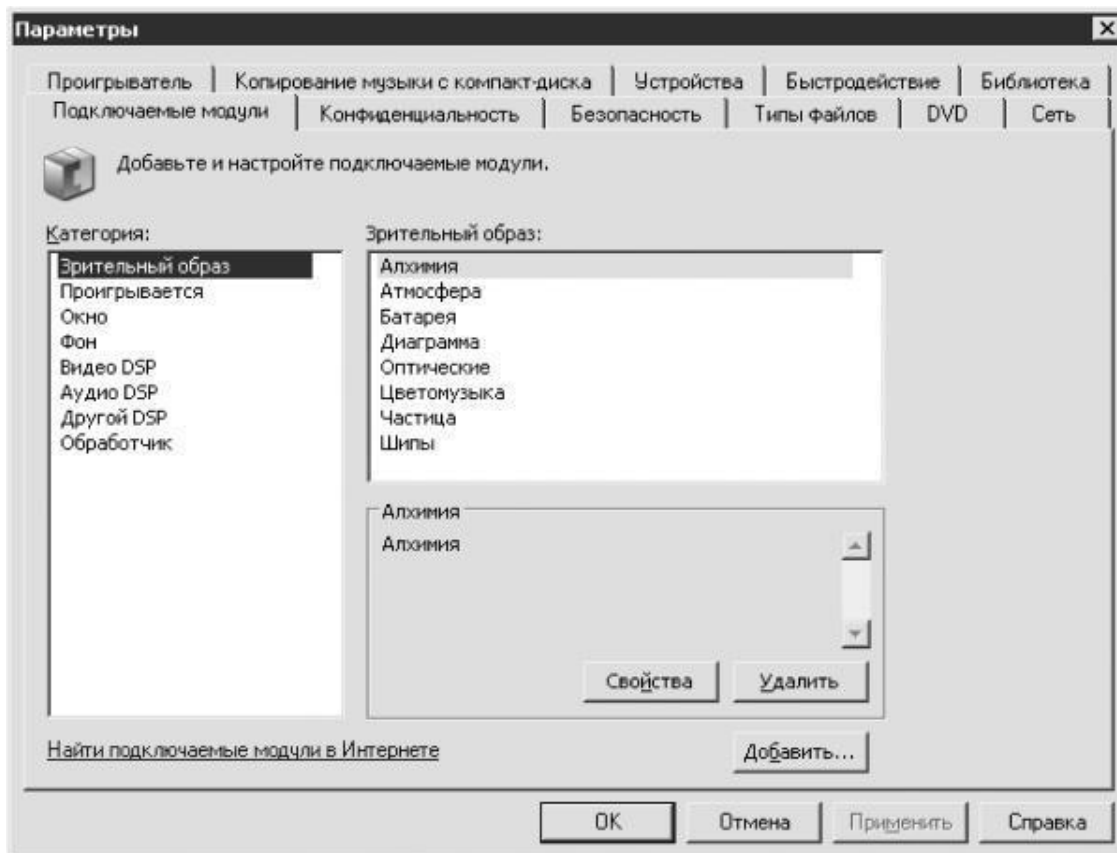 Параметры
Проигрыватель Копирование музыки с компакт-диска Устройства Быстродействие Библиотека
Подключаемые модули Конфиденциальность Безопасность Типы файлов DVD Сеть
Добавьте и настройте подключаемые модули.
Категория:
Зрительный образ
Проигрывается
Окно
Фон
Видео DSP
Аудио DSP
Другой DSP
Обработчик
Зрительный образ:
Алхимия
Атмосфера
Батарея
Диаграмма
Оптические
Цветомузыка
Частица
Шипы
Алхимия
Алхимия
Свойства Удалить
Найти подключаемые модули в Интернете
Добавить...
OK Отмена Применить Справка